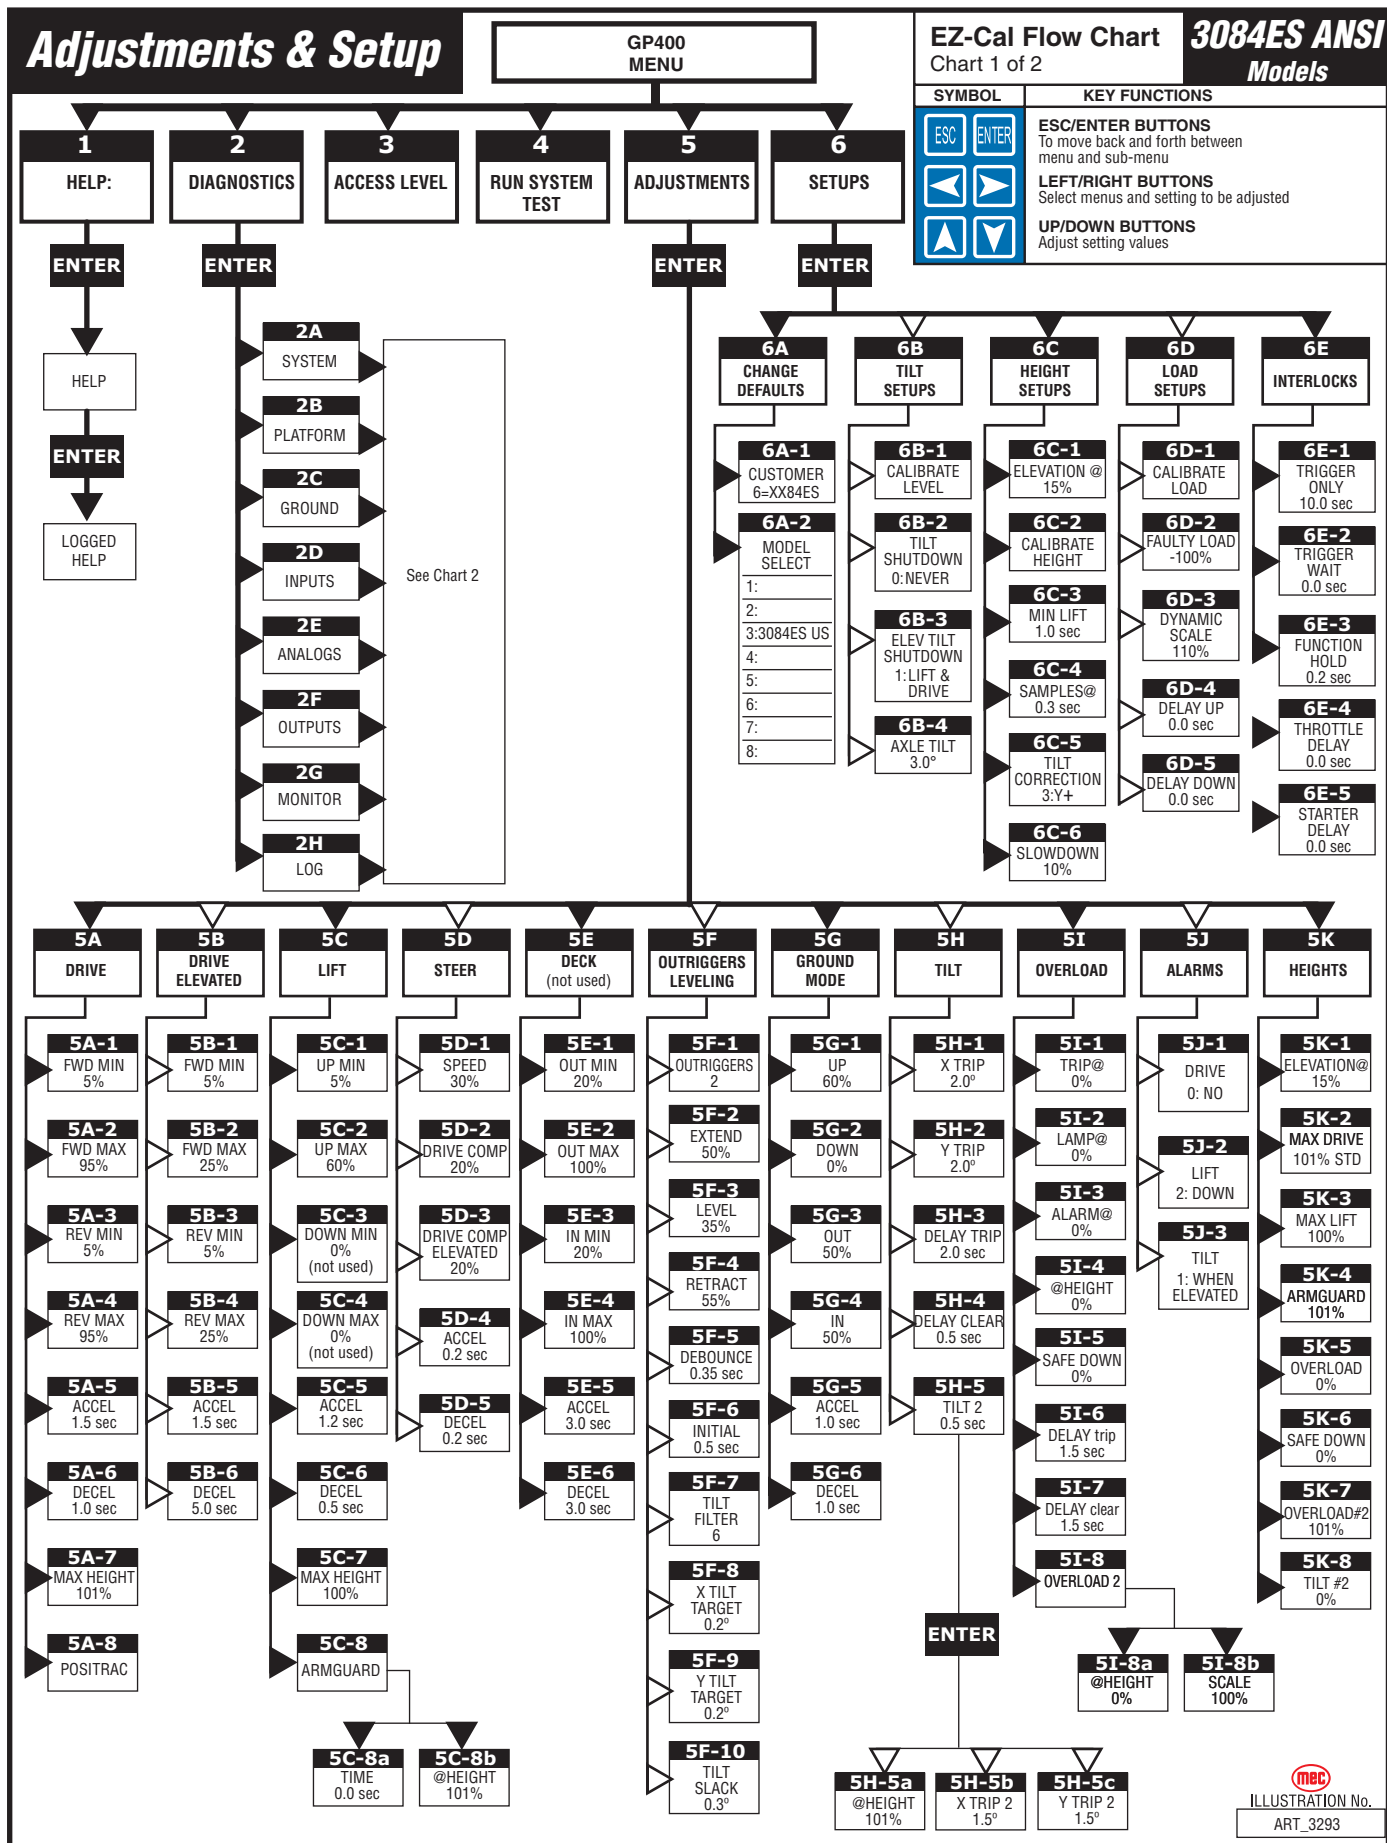 Adjustments & Setup
GP400
MENU
EZ-Cal Flow Chart
Chart 1 of 2
3084ES ANSI
Models
SYMBOL
KEY FUNCTIONS
ESC
ENTER
ESC/ENTER BUTTONS
To move back and forth between
menu and sub-menu
LEFT/RIGHT BUTTONS
Select menus and setting to be adjusted
UP/DOWN BUTTONS
Adjust setting values
1
HELP:
2
DIAGNOSTICS
3
ACCESS LEVEL
4
RUN SYSTEM
TEST
5
ADJUSTMENTS
6
SETUPS
ENTER
ENTER
ENTER
ENTER
HELP
ENTER
LOGGED
HELP
2A
SYSTEM
2B
PLATFORM
2C
GROUND
2D
INPUTS
2E
ANALOGS
2F
OUTPUTS
2G
MONITOR
2H
LOG
See Chart 2
6A
CHANGE
DEFAULTS
6A-1
CUSTOMER
6=XX84ES
6A-2
MODEL
SELECT
1:
2:
3:3084ES US
4:
5:
6:
7:
8:
6B
TILT
SETUPS
6B-1
CALIBRATE
LEVEL
6B-2
TILT
SHUTDOWN
0:NEVER
6B-3
ELEV TILT
SHUTDOWN
1:LIFT &
DRIVE
6B-4
AXLE TILT
3.0°
6C
HEIGHT
SETUPS
6C-1
ELEVATION @
15%
6C-2
CALIBRATE
HEIGHT
6C-3
MIN LIFT
1.0 sec
6C-4
SAMPLES@
0.3 sec
6C-5
TILT
CORRECTION
3:Y+
6C-6
SLOWDOWN
10%
6D
LOAD
SETUPS
6D-1
CALIBRATE
LOAD
6D-2
FAULTY LOAD
-100%
6D-3
DYNAMIC
SCALE
110%
6D-4
DELAY UP
0.0 sec
6D-5
DELAY DOWN
0.0 sec
6E
INTERLOCKS
6E-1
TRIGGER
ONLY
10.0 sec
6E-2
TRIGGER
WAIT
0.0 sec
6E-3
FUNCTION
HOLD
0.2 sec
6E-4
THROTTLE
DELAY
0.0 sec
6E-5
STARTER
DELAY
0.0 sec
5A
DRIVE
5A-1
FWD MIN
5%
5A-2
FWD MAX
95%
5A-3
REV MIN
5%
5A-4
REV MAX
95%
5A-5
ACCEL
1.5 sec
5A-6
DECEL
1.0 sec
5A-7
MAX HEIGHT
101%
5A-8
POSITRAC
5B
DRIVE
ELEVATED
5B-1
FWD MIN
5%
5B-2
FWD MAX
25%
5B-3
REV MIN
5%
5B-4
REV MAX
25%
5B-5
ACCEL
1.5 sec
5B-6
DECEL
5.0 sec
5C
LIFT
5C-1
UP MIN
5%
5C-2
UP MAX
60%
5C-3
DOWN MIN
0%
(not used)
5C-4
DOWN MAX
0%
(not used)
5C-5
ACCEL
1.2 sec
5C-6
DECEL
0.5 sec
5C-7
MAX HEIGHT
100%
5C-8
ARMGUARD
5C-8a
TIME
0.0 sec
5C-8b
@HEIGHT
101%
5D
STEER
5D-1
SPEED
30%
5D-2
DRIVE COMP
20%
5D-3
DRIVE COMP
ELEVATED
20%
5D-4
ACCEL
0.2 sec
5D-5
DECEL
0.2 sec
5E
DECK
(not used)
5E-1
OUT MIN
20%
5E-2
OUT MAX
100%
5E-3
IN MIN
20%
5E-4
IN MAX
100%
5E-5
ACCEL
3.0 sec
5E-6
DECEL
3.0 sec
5F
OUTRIGGERS
LEVELING
5F-1
OUTRIGGERS
2
5F-2
EXTEND
50%
5F-3
LEVEL
35%
5F-4
RETRACT
55%
5F-5
DEBOUNCE
0.35 sec
5F-6
INITIAL
0.5 sec
5F-7
TILT
FILTER
6
5F-8
X TILT
TARGET
0.2º
5F-9
Y TILT
TARGET
0.2º
5F-10
TILT
SLACK
0.3º
5G
GROUND
MODE
5G-1
UP
60%
5G-2
DOWN
0%
5G-3
OUT
50%
5G-4
IN
50%
5G-5
ACCEL
1.0 sec
5G-6
DECEL
1.0 sec
5H
TILT
5H-1
X TRIP
2.0º
5H-2
Y TRIP
2.0º
5H-3
DELAY TRIP
2.0 sec
5H-4
DELAY CLEAR
0.5 sec
5H-5
TILT 2
0.5 sec
ENTER
5H-5a
@HEIGHT
101%
5H-5b
X TRIP 2
1.5º
5H-5c
Y TRIP 2
1.5º
5I
OVERLOAD
5I-1
TRIP@
0%
5I-2
LAMP@
0%
5I-3
ALARM@
0%
5I-4
@HEIGHT
0%
5I-5
SAFE DOWN
0%
5I-6
DELAY trip
1.5 sec
5I-7
DELAY clear
1.5 sec
5I-8
OVERLOAD 2
5I-8a
@HEIGHT
0%
5I-8b
SCALE
100%
5J
ALARMS
5J-1
DRIVE
0: NO
5J-2
LIFT
2: DOWN
5J-3
TILT
1: WHEN
ELEVATED
5K
HEIGHTS
5K-1
ELEVATION@
15%
5K-2
MAX DRIVE
101% STD
5K-3
MAX LIFT
100%
5K-4
ARMGUARD
101%
5K-5
OVERLOAD
0%
5K-6
SAFE DOWN
0%
5K-7
OVERLOAD#2
101%
5K-8
TILT #2
0%
mec
ILLUSTRATION No.
ART_3293